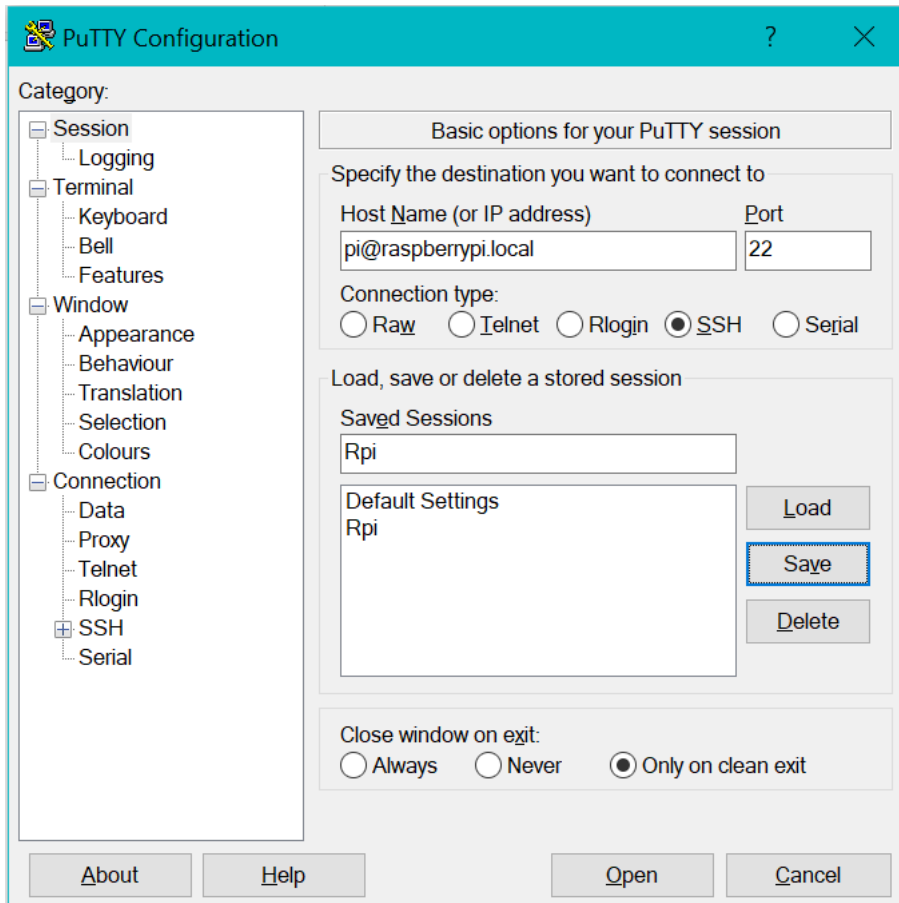 PuTTY Configuration
?
Category:
Session
Logging
Terminal
Keyboard
Bell
Features
Window
Appearance
Behaviour
Translation
Selection
Colours
Connection
Data
Proxy
Telnet
Rlogin
SSH
Serial
Basic options for your PuTTY session
Specify the destination you want to connect to
Host Name (or IP address) Port
pi@raspberrypi.local 22
Connection type:
Raw Telnet Rlogin SSH Serial
Load, save or delete a stored session
Saved Sessions
Rpi
Default Settings
Rpi
Load
Save
Delete
Close window on exit:
Always Never Only on clean exit
About Help Open Cancel